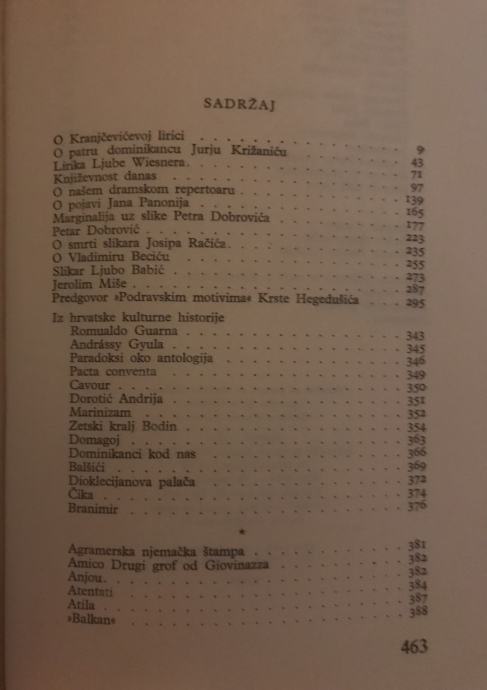 SADRŽAJ
O Kranjčevićevoj lirici . . . . . . . . . . 9
O patru dominikancu Jurju Križaniću . . . . . . 43
Lirika Ljube Wiesnera . . . . . . . . . . 71
Književnost danas . . . . . . . . . . 97
O našem dramskom repertoaru . . . . . . . . 139
O pojavi Jana Panonija . . . . . . . . . . 165
Marginalija uz slike Petra Dobrovića . . . . . . 177
Petar Dobrović . . . . . . . . . . 223
O smrti slikara Josipa Račića . . . . . . . . 235
O Vladimiru Beciću . . . . . . . . . . 255
Slikar Ljubo Babić . . . . . . . . . . 273
Jerolim Miše . . . . . . . . . . 287
Predgovor »Podravskim motivima« Krste Hegedušića . . . 295
Iz hrvatske kulturne historije
Romualdo Guarna . . . . . . . . . . 343
Andrássy Gyula . . . . . . . . . . 345
Paradoksi oko antologija . . . . . . . . 346
Pacta conventa . . . . . . . . . . 349
Cavour . . . . . . . . . . 350
Dorotić Andrija . . . . . . . . . . 351
Marinizam . . . . . . . . . . 352
Zetski kralj Bodin . . . . . . . . . . 354
Domagoj . . . . . . . . . . 363
Dominikanci kod nas . . . . . . . . . . 366
Balšići . . . . . . . . . . 369
Dioklecijanova palača . . . . . . . . . . 372
Čika . . . . . . . . . . 374
Branimir . . . . . . . . . . 376
*
Agramerska njemačka štampa . . . . . . . . 381
Amico Drugi grof od Giovinazza . . . . . . . 382
Anjou . . . . . . . . . . 382
Atentati . . . . . . . . . . 384
Atila . . . . . . . . . . 387
»Balkan« . . . . . . . . . . 388
463